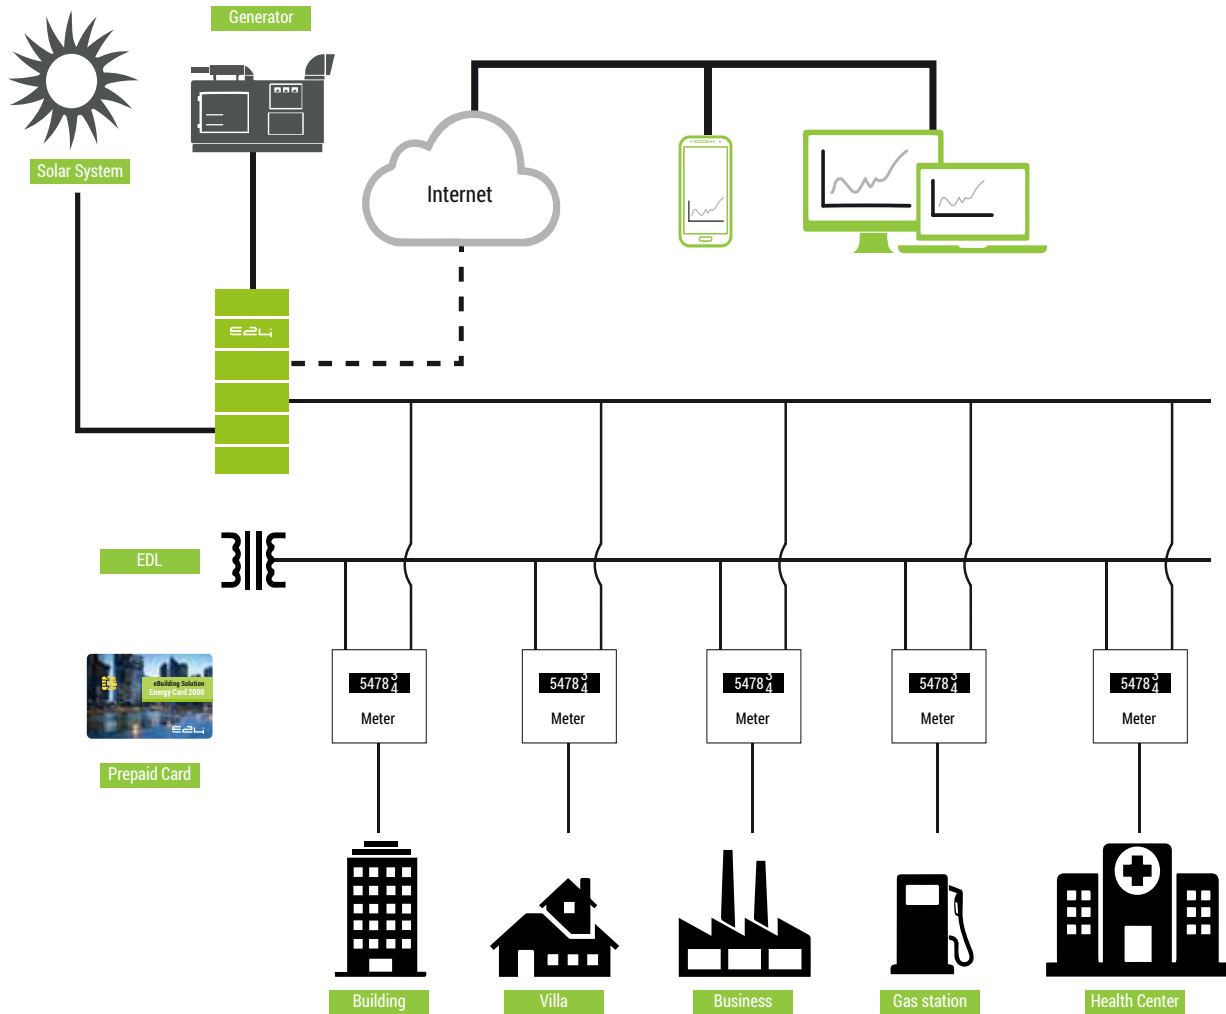 Generator
Solar System
Internet
E24
EDL
eBuilding Solution
Energy Card 2000
E24
Prepaid Card
5478 3 4
Meter
5478 3 4
Meter
5478 3 4
Meter
5478 3 4
Meter
5478 3 4
Meter
Building
Villa
Business
Gas station
Health Center